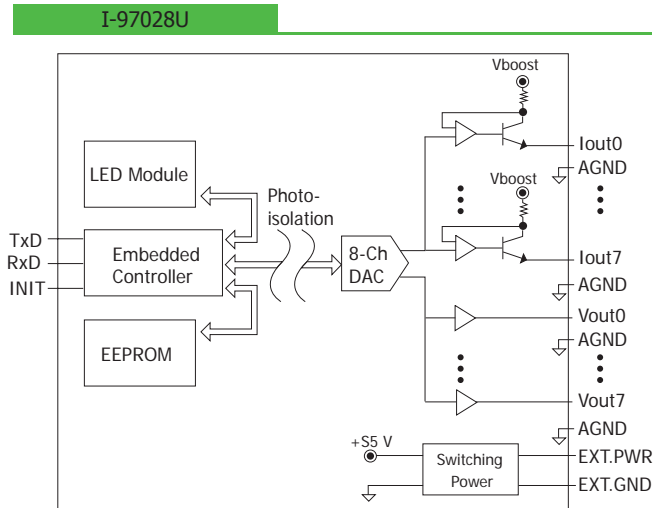 I-97028U
Vboost
Iout0
AGND
LED Module
Photo-
isolation
Vboost
TxD
RxD
INIT
Embedded
Controller
8-Ch
DAC
Iout7
AGND
Vout0
AGND
EEPROM
Vout7
AGND
+S5 V
Switching
Power
EXT.PWR
EXT.GND